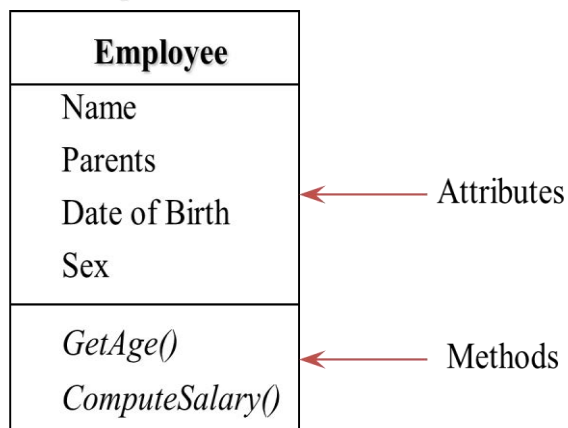 Employee
Name
Parents
Date of Birth
Sex
Attributes
GetAge()
ComputeSalary()
Methods